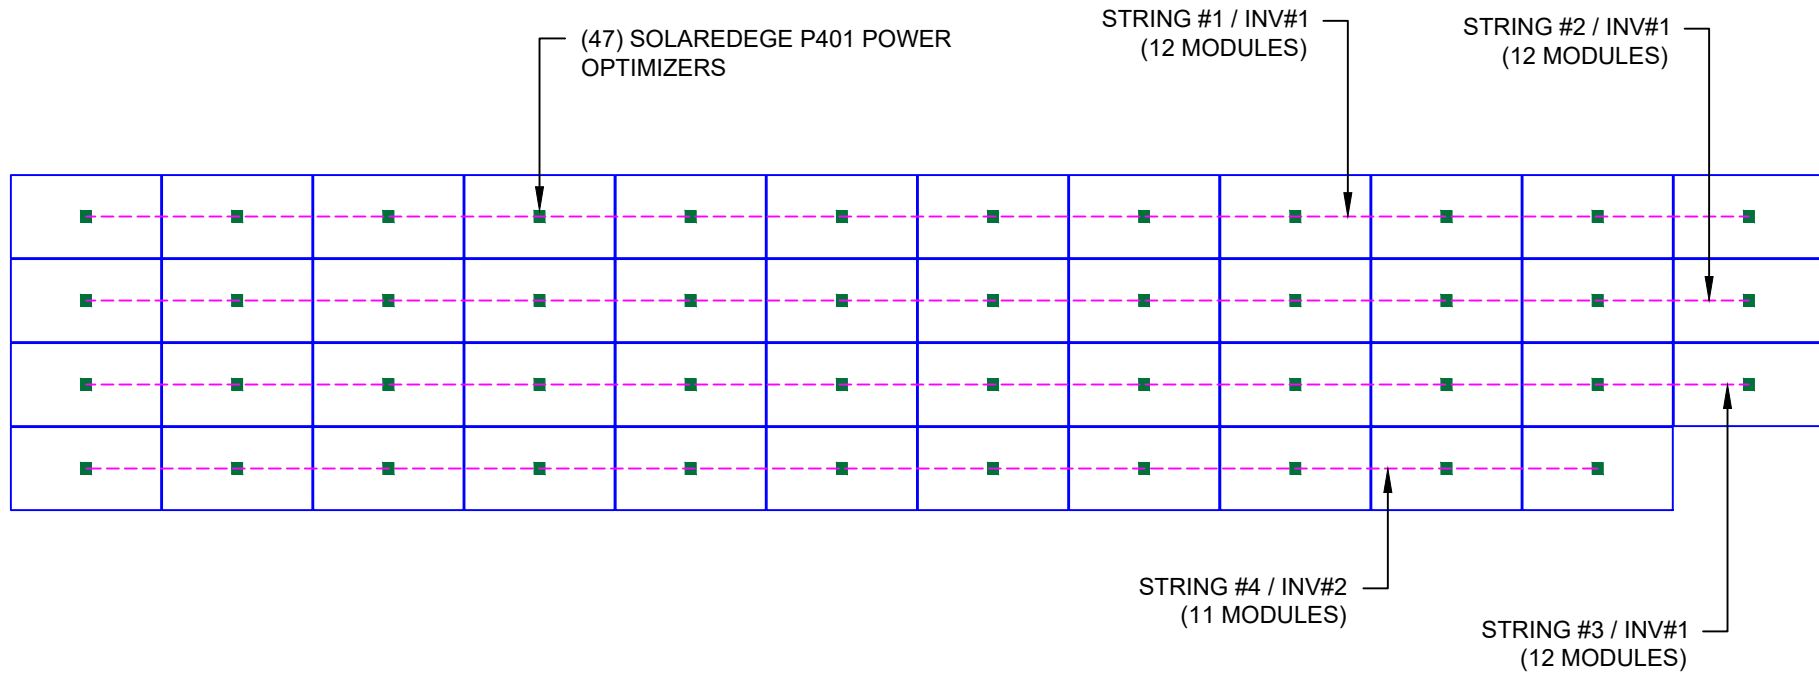 (47) SOLAREDEGE P401 POWER
OPTIMIZERS
STRING #1 / INV#1
(12 MODULES)
STRING #2 / INV#1
(12 MODULES)
STRING #4 / INV#2
(11 MODULES)
STRING #3 / INV#1
(12 MODULES)